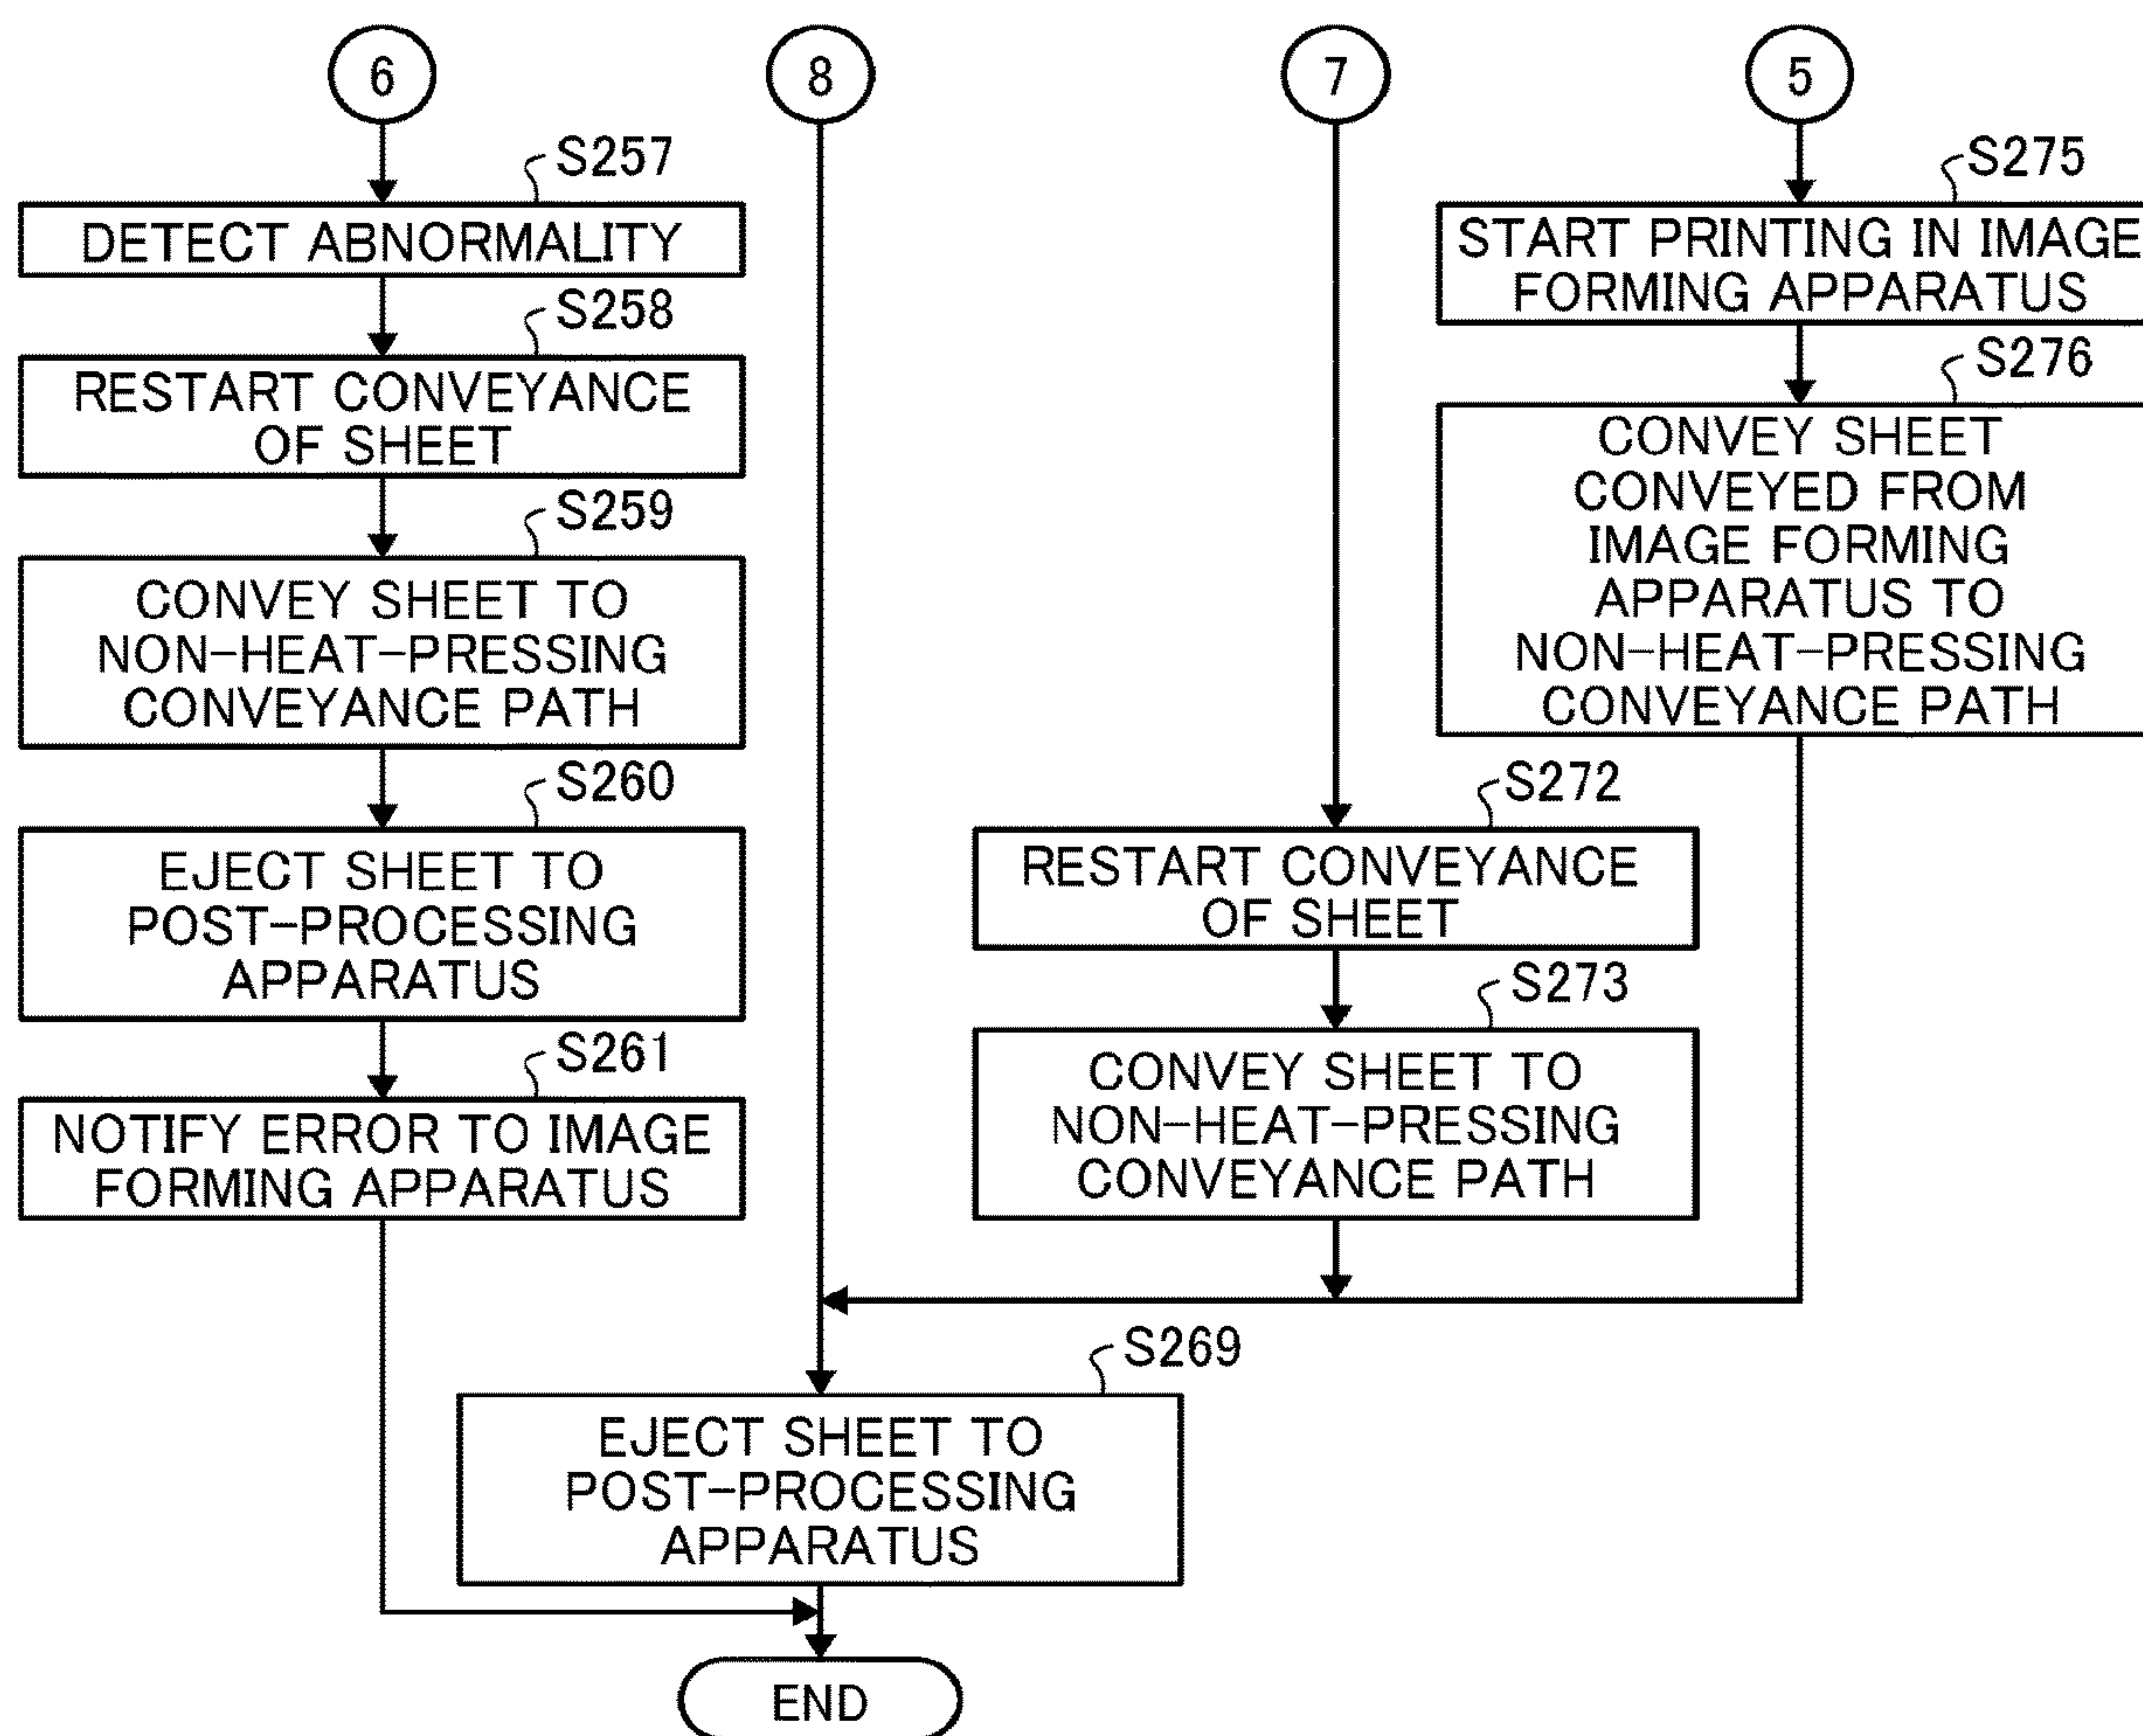 6
8
7
5
S257
DETECT ABNORMALITY
S258
RESTART CONVEYANCE
OF SHEET
S259
CONVEY SHEET TO
NON-HEAT-PRESSING
CONVEYANCE PATH
S260
EJECT SHEET TO
POST-PROCESSING
APPARATUS
S261
NOTIFY ERROR TO IMAGE
FORMING APPARATUS
S275
START PRINTING IN IMAGE
FORMING APPARATUS
S276
CONVEY SHEET
CONVEYED FROM
IMAGE FORMING
APPARATUS TO
NON-HEAT-PRESSING
CONVEYANCE PATH
S272
RESTART CONVEYANCE
OF SHEET
S273
CONVEY SHEET TO
NON-HEAT-PRESSING
CONVEYANCE PATH
S269
EJECT SHEET TO
POST-PROCESSING
APPARATUS
END